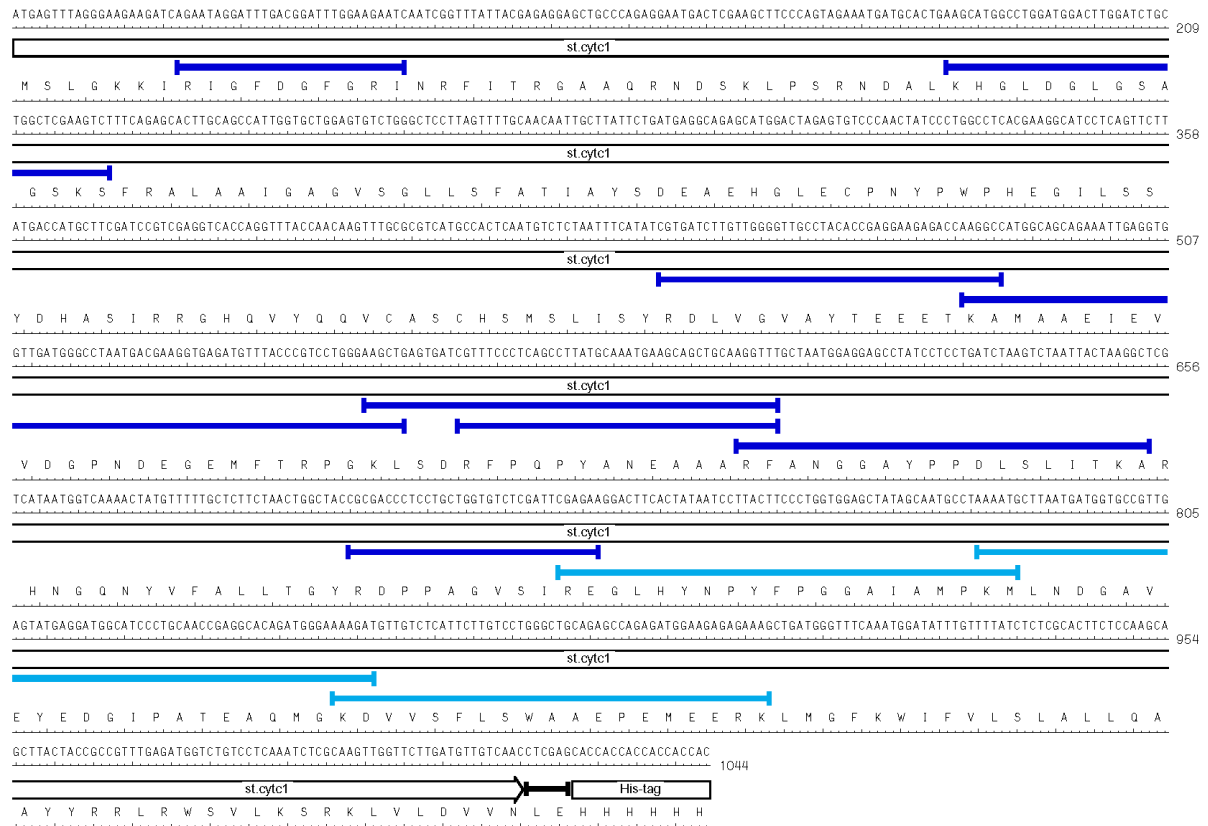 ATGAGTTTAGGGAAGAAGATCAGAATAGGATTTGACGGATTTGGAAGAATCAATCGGTTTATTACGAGAGGAGCTGCCCAGAGGAATGACTCGAAGCTTCCCAGTAGAAATGATGCACTGAAGCATGGCCTGGATGGACTTGGATCTGC
209
st.cytc1
M S L G K K I R I G F D G F G R I N R F I T R G A A Q R N D S K L P S R N D A L K H G L D G L G S A
TGGCTCGAAGTCTTTCAGAGCACTTGCAGCCATTGGTGCTGGAGTGTCTGGGCTCCTTAGTTTTGCAACAATTGCTTATTCTGATGAGGCAGAGCATGGACTAGAGTGTCCCAACTATCCCTGGCCTCACGAAGGCATCCTCAGTTCTT
358
st.cytc1
G S K S F R A L A A I G A G V S G L L S F A T I A Y S D E A E H G L E C P N Y P W P H E G I L S S
ATGACCATGCTTCGATCCGTCGAGGTCACCAGGTTTACCAACAAGTTTGCGCGTCATGCCACTCAATGTCTCTAATTTCATATCGTGATCTTGTTGGGGTTGCCTACACCGAGGAAGAGACCAAGGCCATGGCAGCAGAAATTGAGGTG
507
st.cytc1
Y D H A S I R R G H Q V Y Q Q V C A S C H S M S L I S Y R D L V G V A Y T E E E T K A M A A E I E V
GTTGATGGGCCTAATGACGAAGGTGAGATGTTTACCCGTCCTGGGAAGCTGAGTGATCGTTTCCCTCAGCCTTATGCAAATGAAGCAGCTGCAAGGTTTGCTAATGGAGGAGCCTATCCTCCTGATCTAAGTCTAATTACTAAGGCTCG
656
st.cytc1
V D G P N D E G E M F T R P G K L S D R F P Q P Y A N E A A A R F A N G G A Y P P D L S L I T K A R
TCATAATGGTCAAAACTATGTTTTTGCTCTTCTAACTGGCTACCGCGACCCTCCTGCTGGTGTCTCGATTCGAGAAGGACTTCACTATAATCCTTACTTCCCTGGTGGAGCTATAGCAATGCCTAAAATGCTTAATGATGGTGCCGTTG
805
st.cytc1
H N G Q N Y V F A L L T G Y R D P P A G V S I R E G L H Y N P Y F P G G A I A M P K M L N D G A V
AGTATGAGGATGGCATCCCTGCAACCGAGGCACAGATGGGAAAAGATGTTGTCTCATTCTTGTCCTGGGCTGCAGAGCCAGAGATGGAAGAGAGAAAGCTGATGGGTTTCAAATGGATATTTGTTTTATCTCTCGCACTTCTCCAAGCA
954
st.cytc1
E Y E D G I P A T E A Q M G K D V V S F L S W A A E P E M E E R K L M G F K W I F V L S L A L L Q A
GCTTACTACCGCCGTTTGAGATGGTCTGTCCTCAAATCTCGCAAGTTGGTTCTTGATGTTGTCAACCTCGAGCACCACCACCACCACCAC
1044
st.cytc1 His-tag
A Y Y R R L R W S V L K S R K L V L D V V N L E H H H H H H